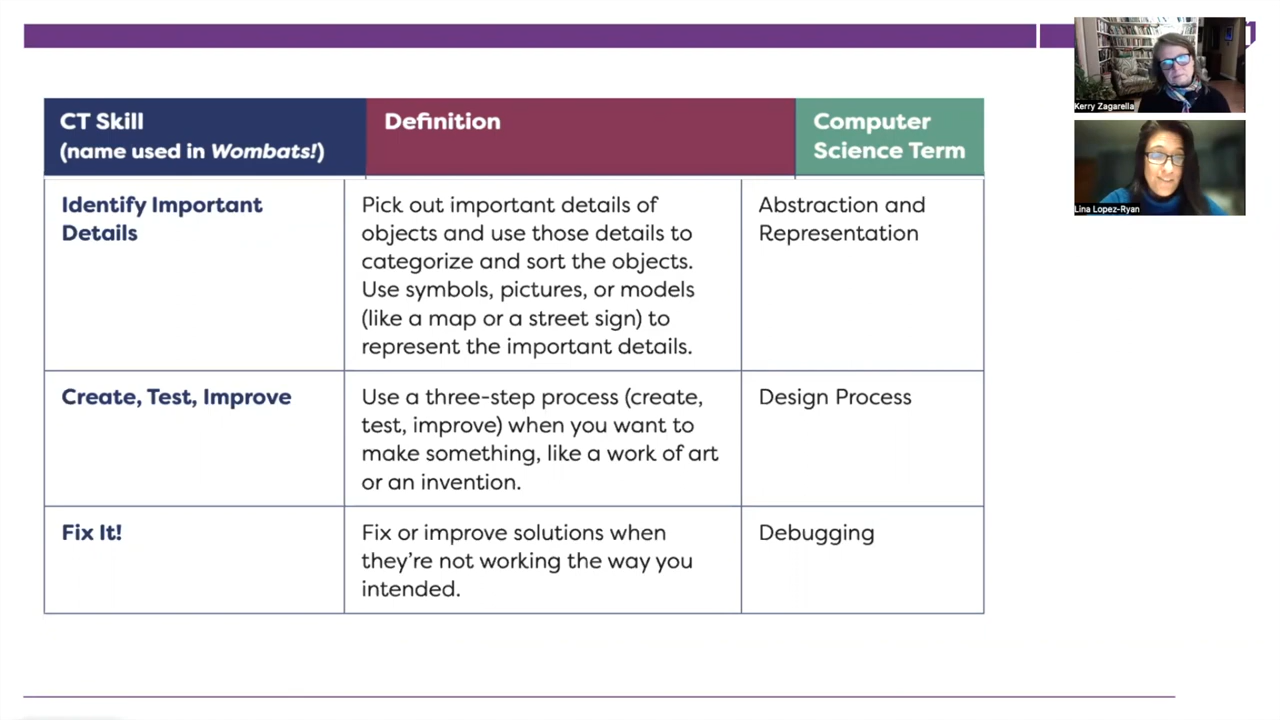 CT Skill
(name used in Wombats!)
Definition
Computer
Science Term
Identify Important
Details
Pick out important details of
objects and use those details to
categorize and sort the objects.
Use symbols, pictures, or models
(like a map or a street sign) to
represent the important details.
Abstraction and
Representation
Create, Test, Improve
Use a three-step process (create,
test, improve) when you want to
make something, like a work of art
or an invention.
Design Process
Fix It!
Fix or improve solutions when
they're not working the way you
intended.
Debugging
Kerry Zagarella
Lina Lopez-Ryan